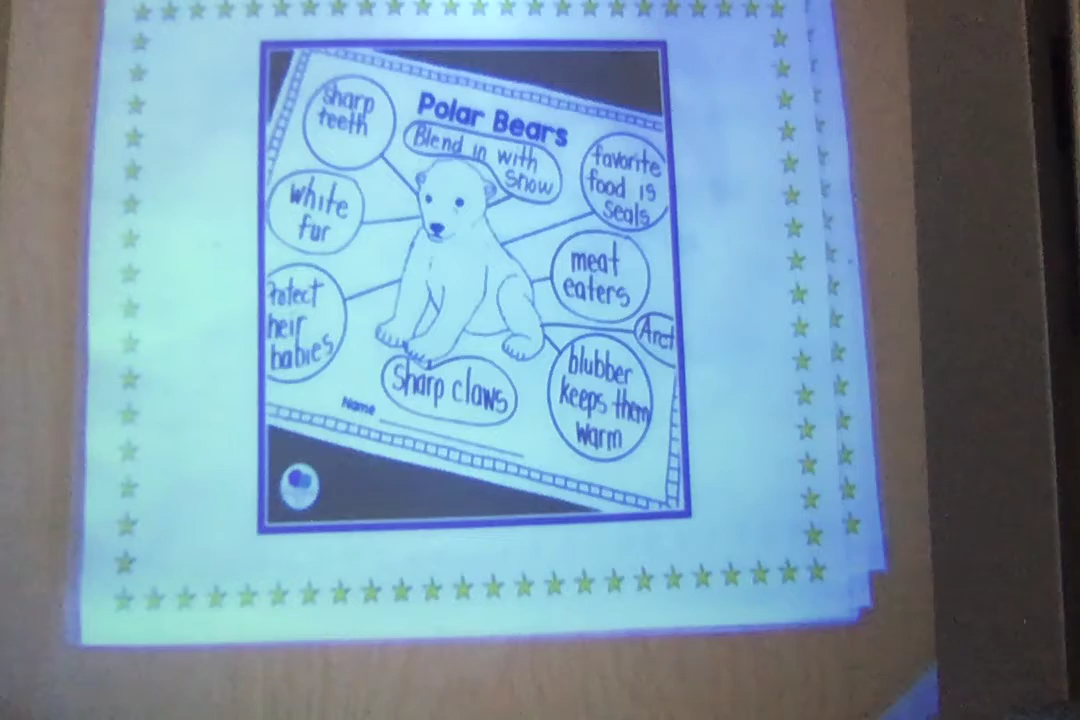 Polar Bears
Sharp
teeth
Blend in with
Snow
favorite
food is
Seals
white
fur
meat
eaters
rotect
heir
babies
Arct
blubber
keeps them
warm
Sharp claws
Name